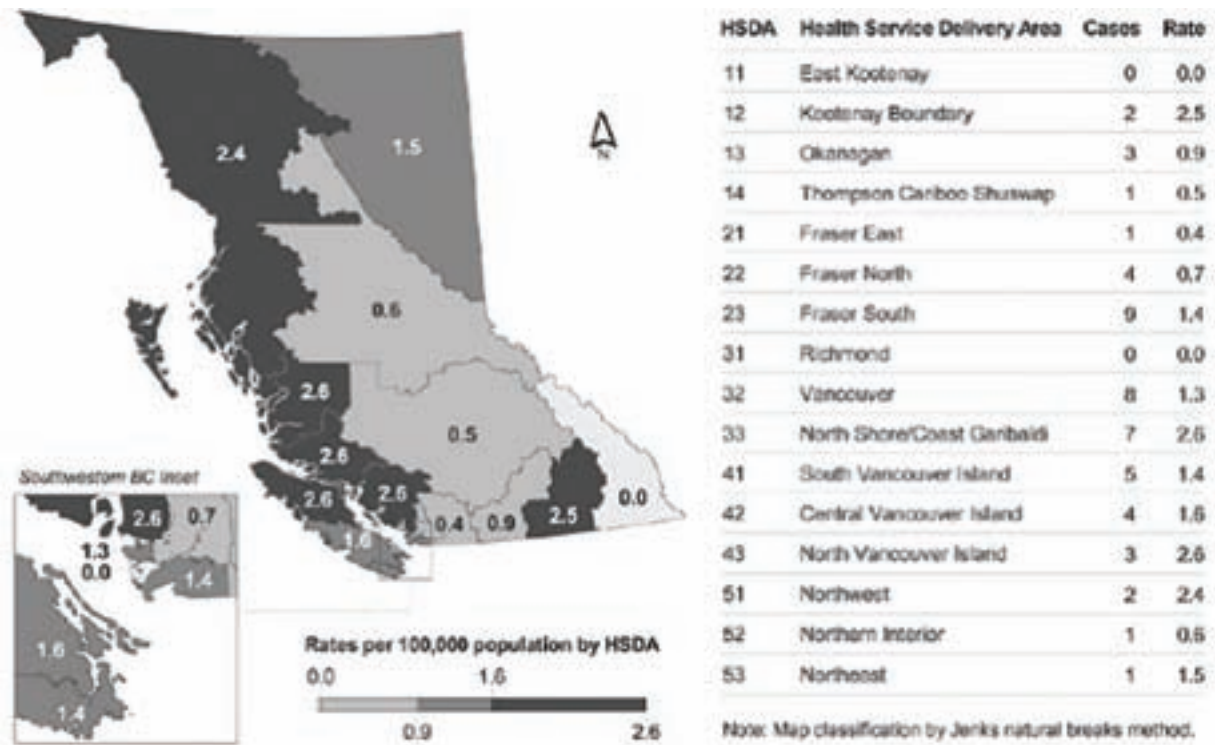 2.4
1.5
N
0.6
2.6
0.5
2.6
2.6
2.6
0.4
0.9
2.5
0.0
1.6
Southwestern BC Inset
2.6
0.7
1.3
0.0
1.4
1.6
1.4
Rates per 100,000 population by HSDA
0.0 1.6
0.9 2.6
HSDA Health Service Delivery Area Cases Rate
11 East Kootenay 0 0.0
12 Kootenay Boundary 2 2.5
13 Okanagan 3 0.9
14 Thompson Cariboo Shuswap 1 0.5
21 Fraser East 1 0.4
22 Fraser North 4 0.7
23 Fraser South 9 1.4
31 Richmond 0 0.0
32 Vancouver 8 1.3
33 North Shore/Coast Garibaldi 7 2.6
41 South Vancouver Island 5 1.4
42 Central Vancouver Island 4 1.6
43 North Vancouver Island 3 2.6
51 Northwest 2 2.4
52 Northern Interior 1 0.6
53 Northeast 1 1.5
Note: Map classification by Jenks natural breaks method.